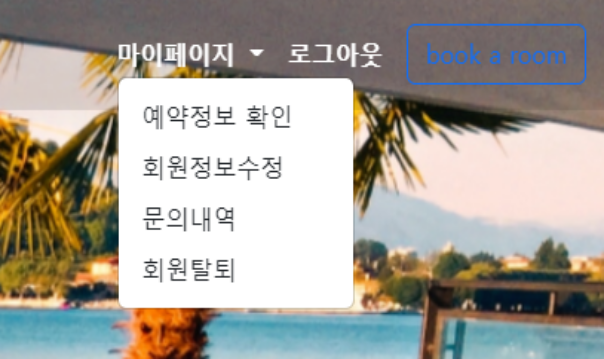 마이페이지 로그아웃 book a room
예약정보 확인
회원정보수정
문의내역
회원탈퇴